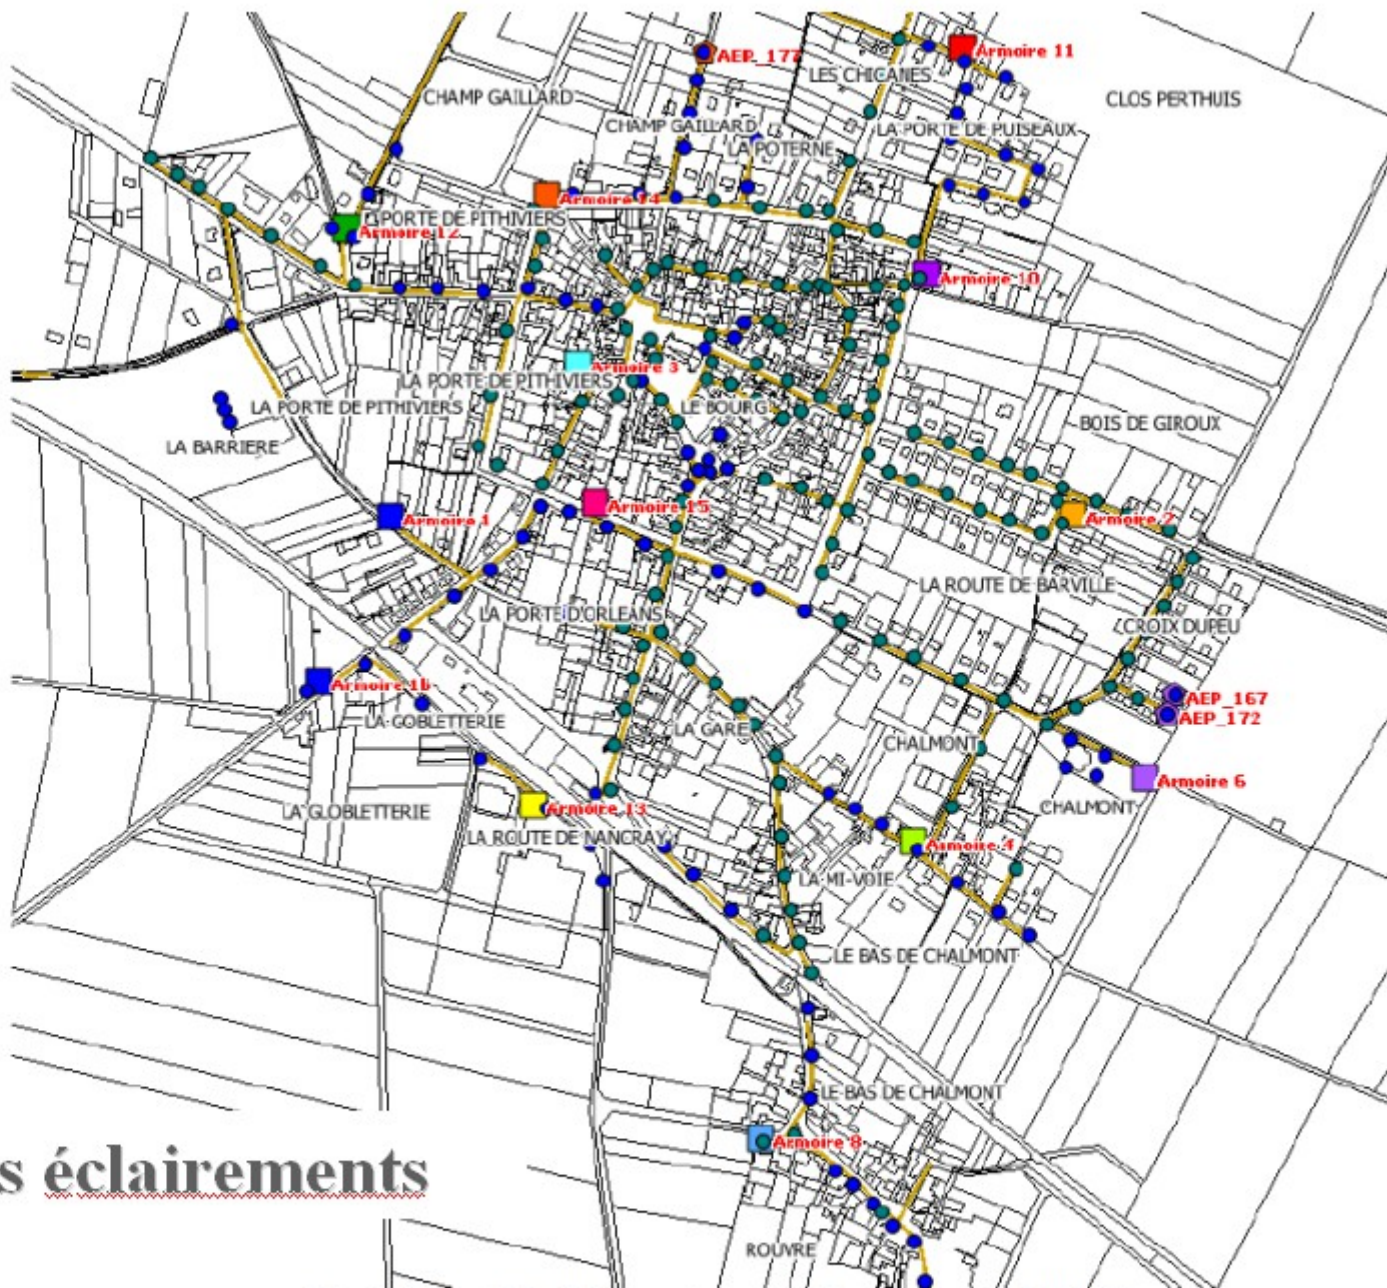 AEP_177
Armoire 11
LES CHICANES
CHAMP GAILLARD
CLOS PERTHUIS
CHAMP GAILLARD
LA PORTE DE PUISEAUX
LA POTERNE
Armoire 14
PORTE DE PITHIVIERS
Armoire 12
Armoire 10
Armoire 3
LA PORTE DE PITHIVIERS
LA PORTE DE PITHIVIERS
LE BOURG
BOIS DE GIROUX
LA BARRIERE
Armoire 15
Armoire 1
Armoire 2
LA ROUTE DE BARVILLE
LA PORTE D'ORLEANS
CROIX DUPEU
Armoire 16
AEP_167
AEP_172
LA GOBLETTERIE
LA GARE
CHALMONT
Armoire 6
CHALMONT
LA GLOBLETTERIE
Armoire 13
LA ROUTE DE NANCRAY
Armoire 4
LA MI-VOIE
LE BAS DE CHALMONT
LE BAS DE CHALMONT
Armoire 8
s éclairements
ROUVRE